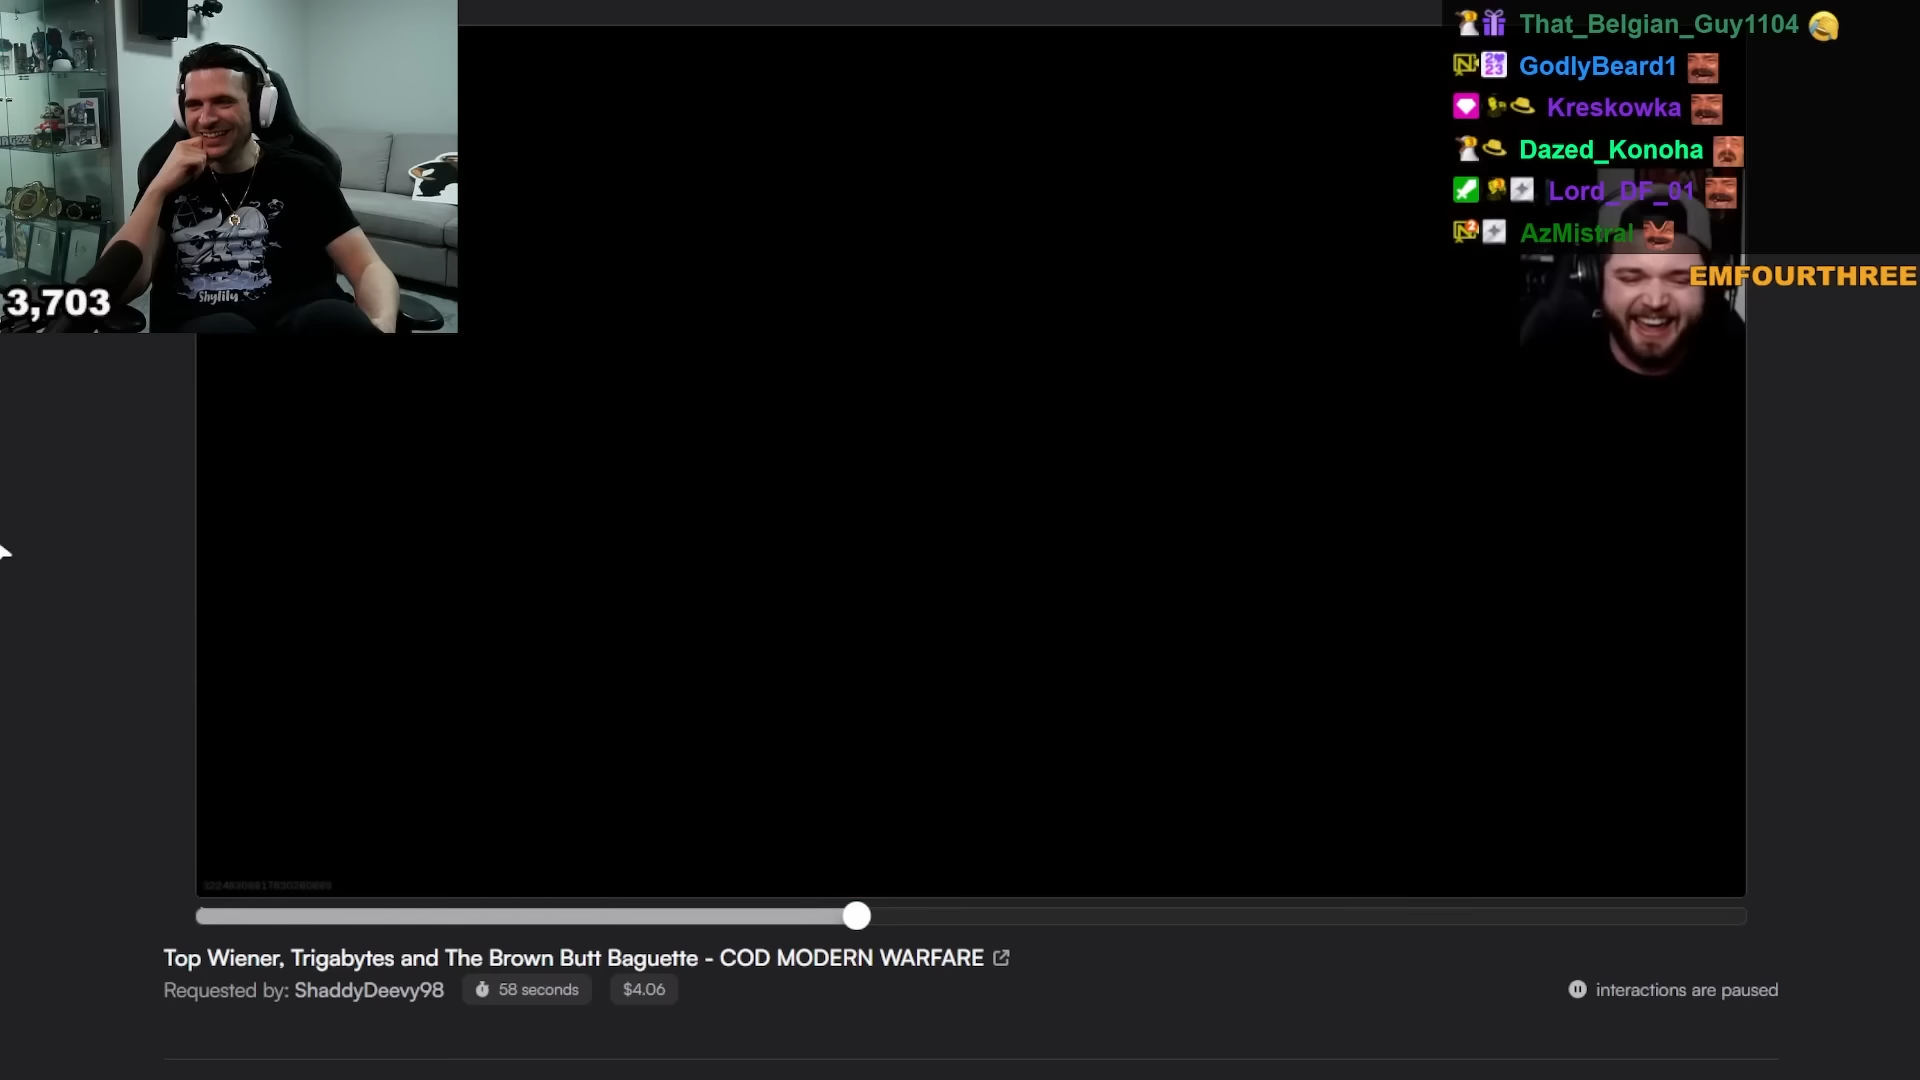 That_Belgian_Guy1104
GodlyBeard1
Kreskowka
Dazed_Konoha
Lord_DF_01
AzMistral
EMFOURTHREE
Shylily
3,703
Top Wiener, Trigabytes and The Brown Butt Baguette - COD MODERN WARFARE
Requested by: ShaddyDeevy98
58 seconds
$4.06
interactions are paused